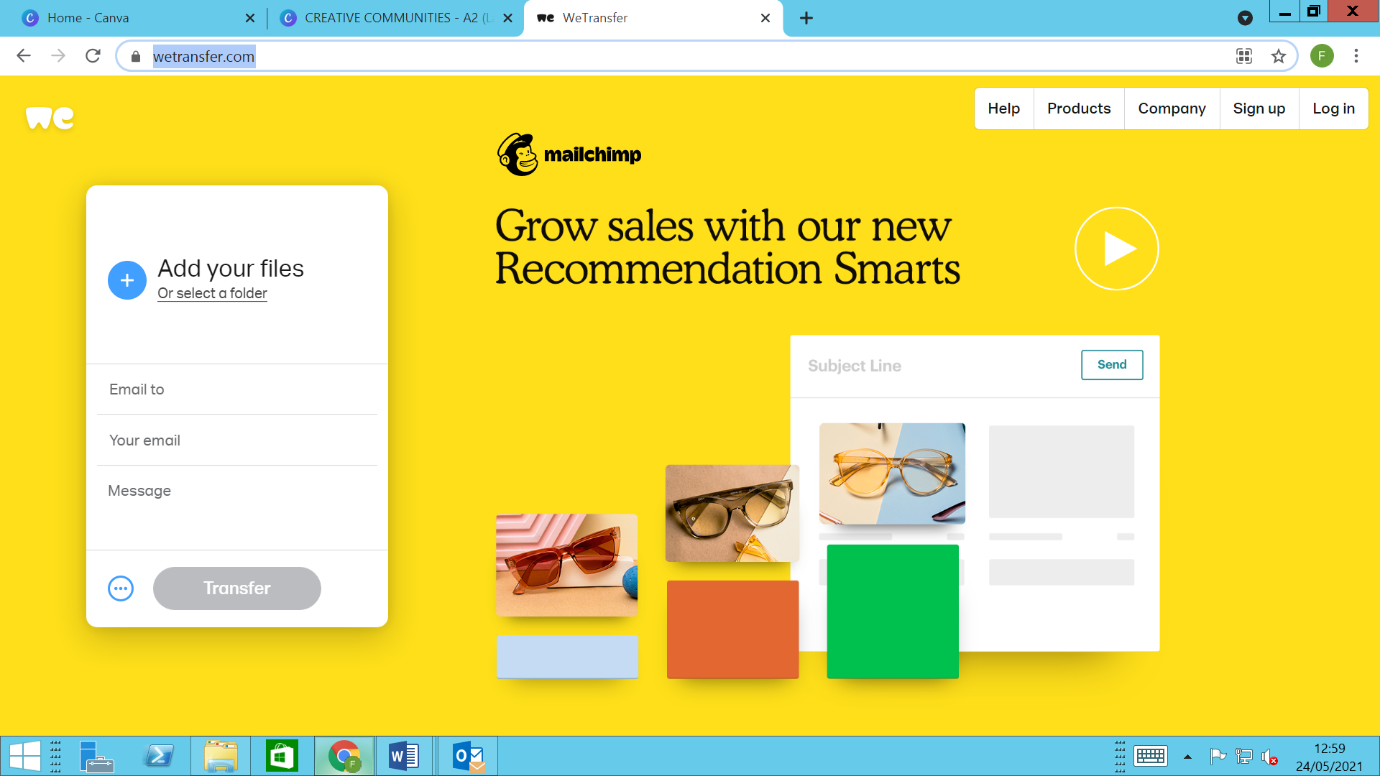 Home - Canva
CREATIVE COMMUNITIES - A2 (L
WeTransfer
wetransfer.com
F
we
Help
Products
Company
Sign up
Log in
mailchimp
Grow sales with our new
Recommendation Smarts
Add your files
Or select a folder
Email to
Your email
Message
Transfer
Subject Line
Send
12:59
24/05/2021